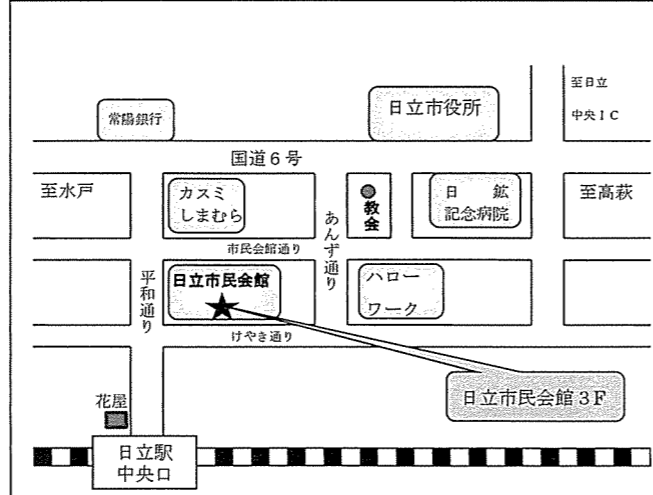 至日立
中央IC
日立市役所
常陽銀行
国道6号
至水戸
カスミ
しまむら
教会
日 鉱
記念病院
至高萩
あんず通り
市民会館通り
平和通り
日立市民会館
ハロー
ワーク
けやき通り
日立市民会館3F
花屋
日立駅
中央口